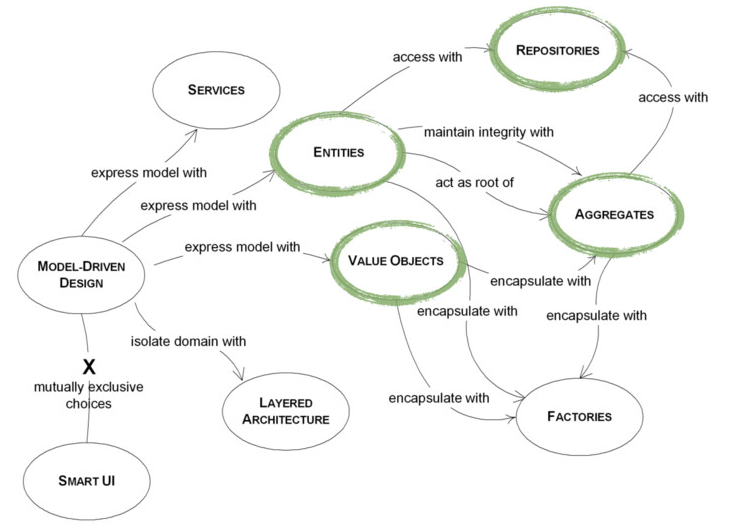 REPOSITORIES
access with
SERVICES
access with
maintain integrity with
ENTITIES
express model with
act as root of
express model with
AGGREGATES
express model with
VALUE OBJECTS
MODEL-DRIVEN
DESIGN
encapsulate with
encapsulate with
encapsulate with
isolate domain with
X
mutually exclusive
choices
encapsulate with
LAYERED
ARCHITECTURE
FACTORIES
SMART UI